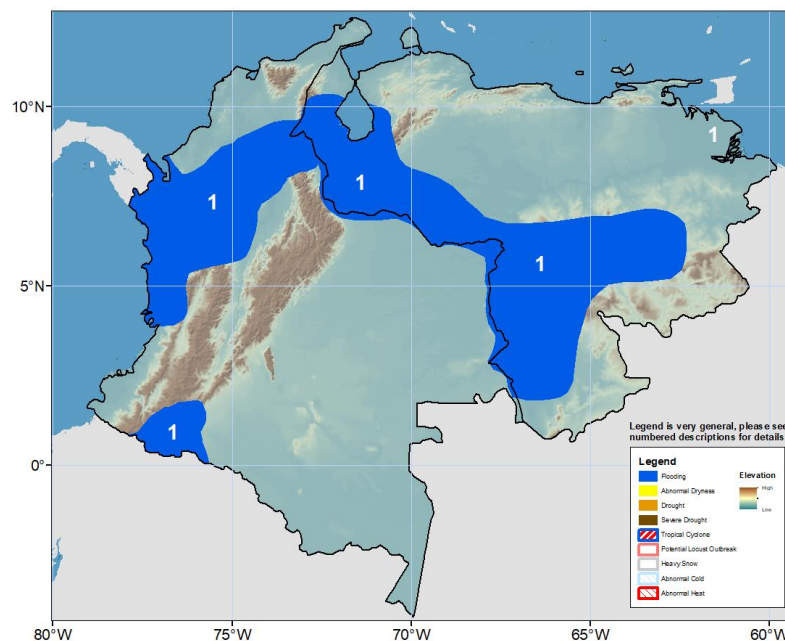 10°N
5°N
0°
1
1
1
1
1
80°W
75°W
70°W
65°W
60°W
Legend is very general, please see
numbered descriptions for details
Legend
Flooding
Abnormal Dryness
Drought
Severe Drought
Tropical Cyclone
Potential Locust Outbreak
Heavy Snow
Abnormal Cold
Abnormal Heat
Elevation
High
Low